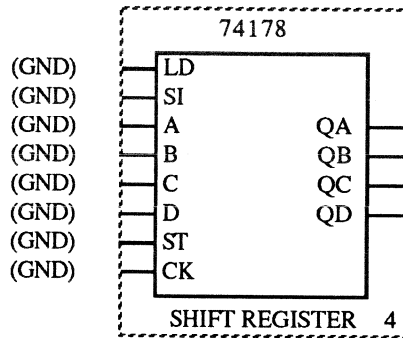 74178
(GND) LD
(GND) SI
(GND) A QA
(GND) B QB
(GND) C QC
(GND) D QD
(GND) ST
(GND) CK
SHIFT REGISTER 4